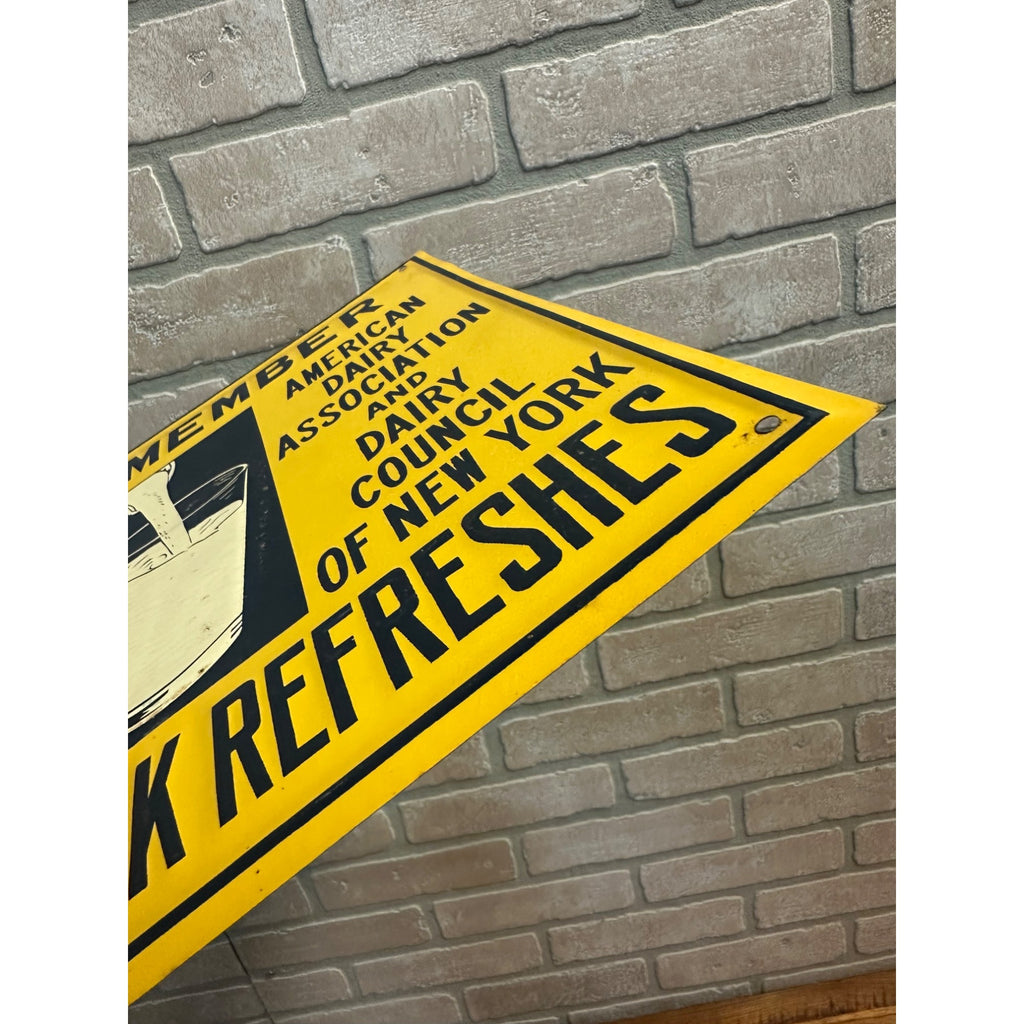 MEMBER
AMERICAN
DAIRY
ASSOCIATION
AND
DAIRY
COUNCIL
OF NEW YORK
K REFRESHES